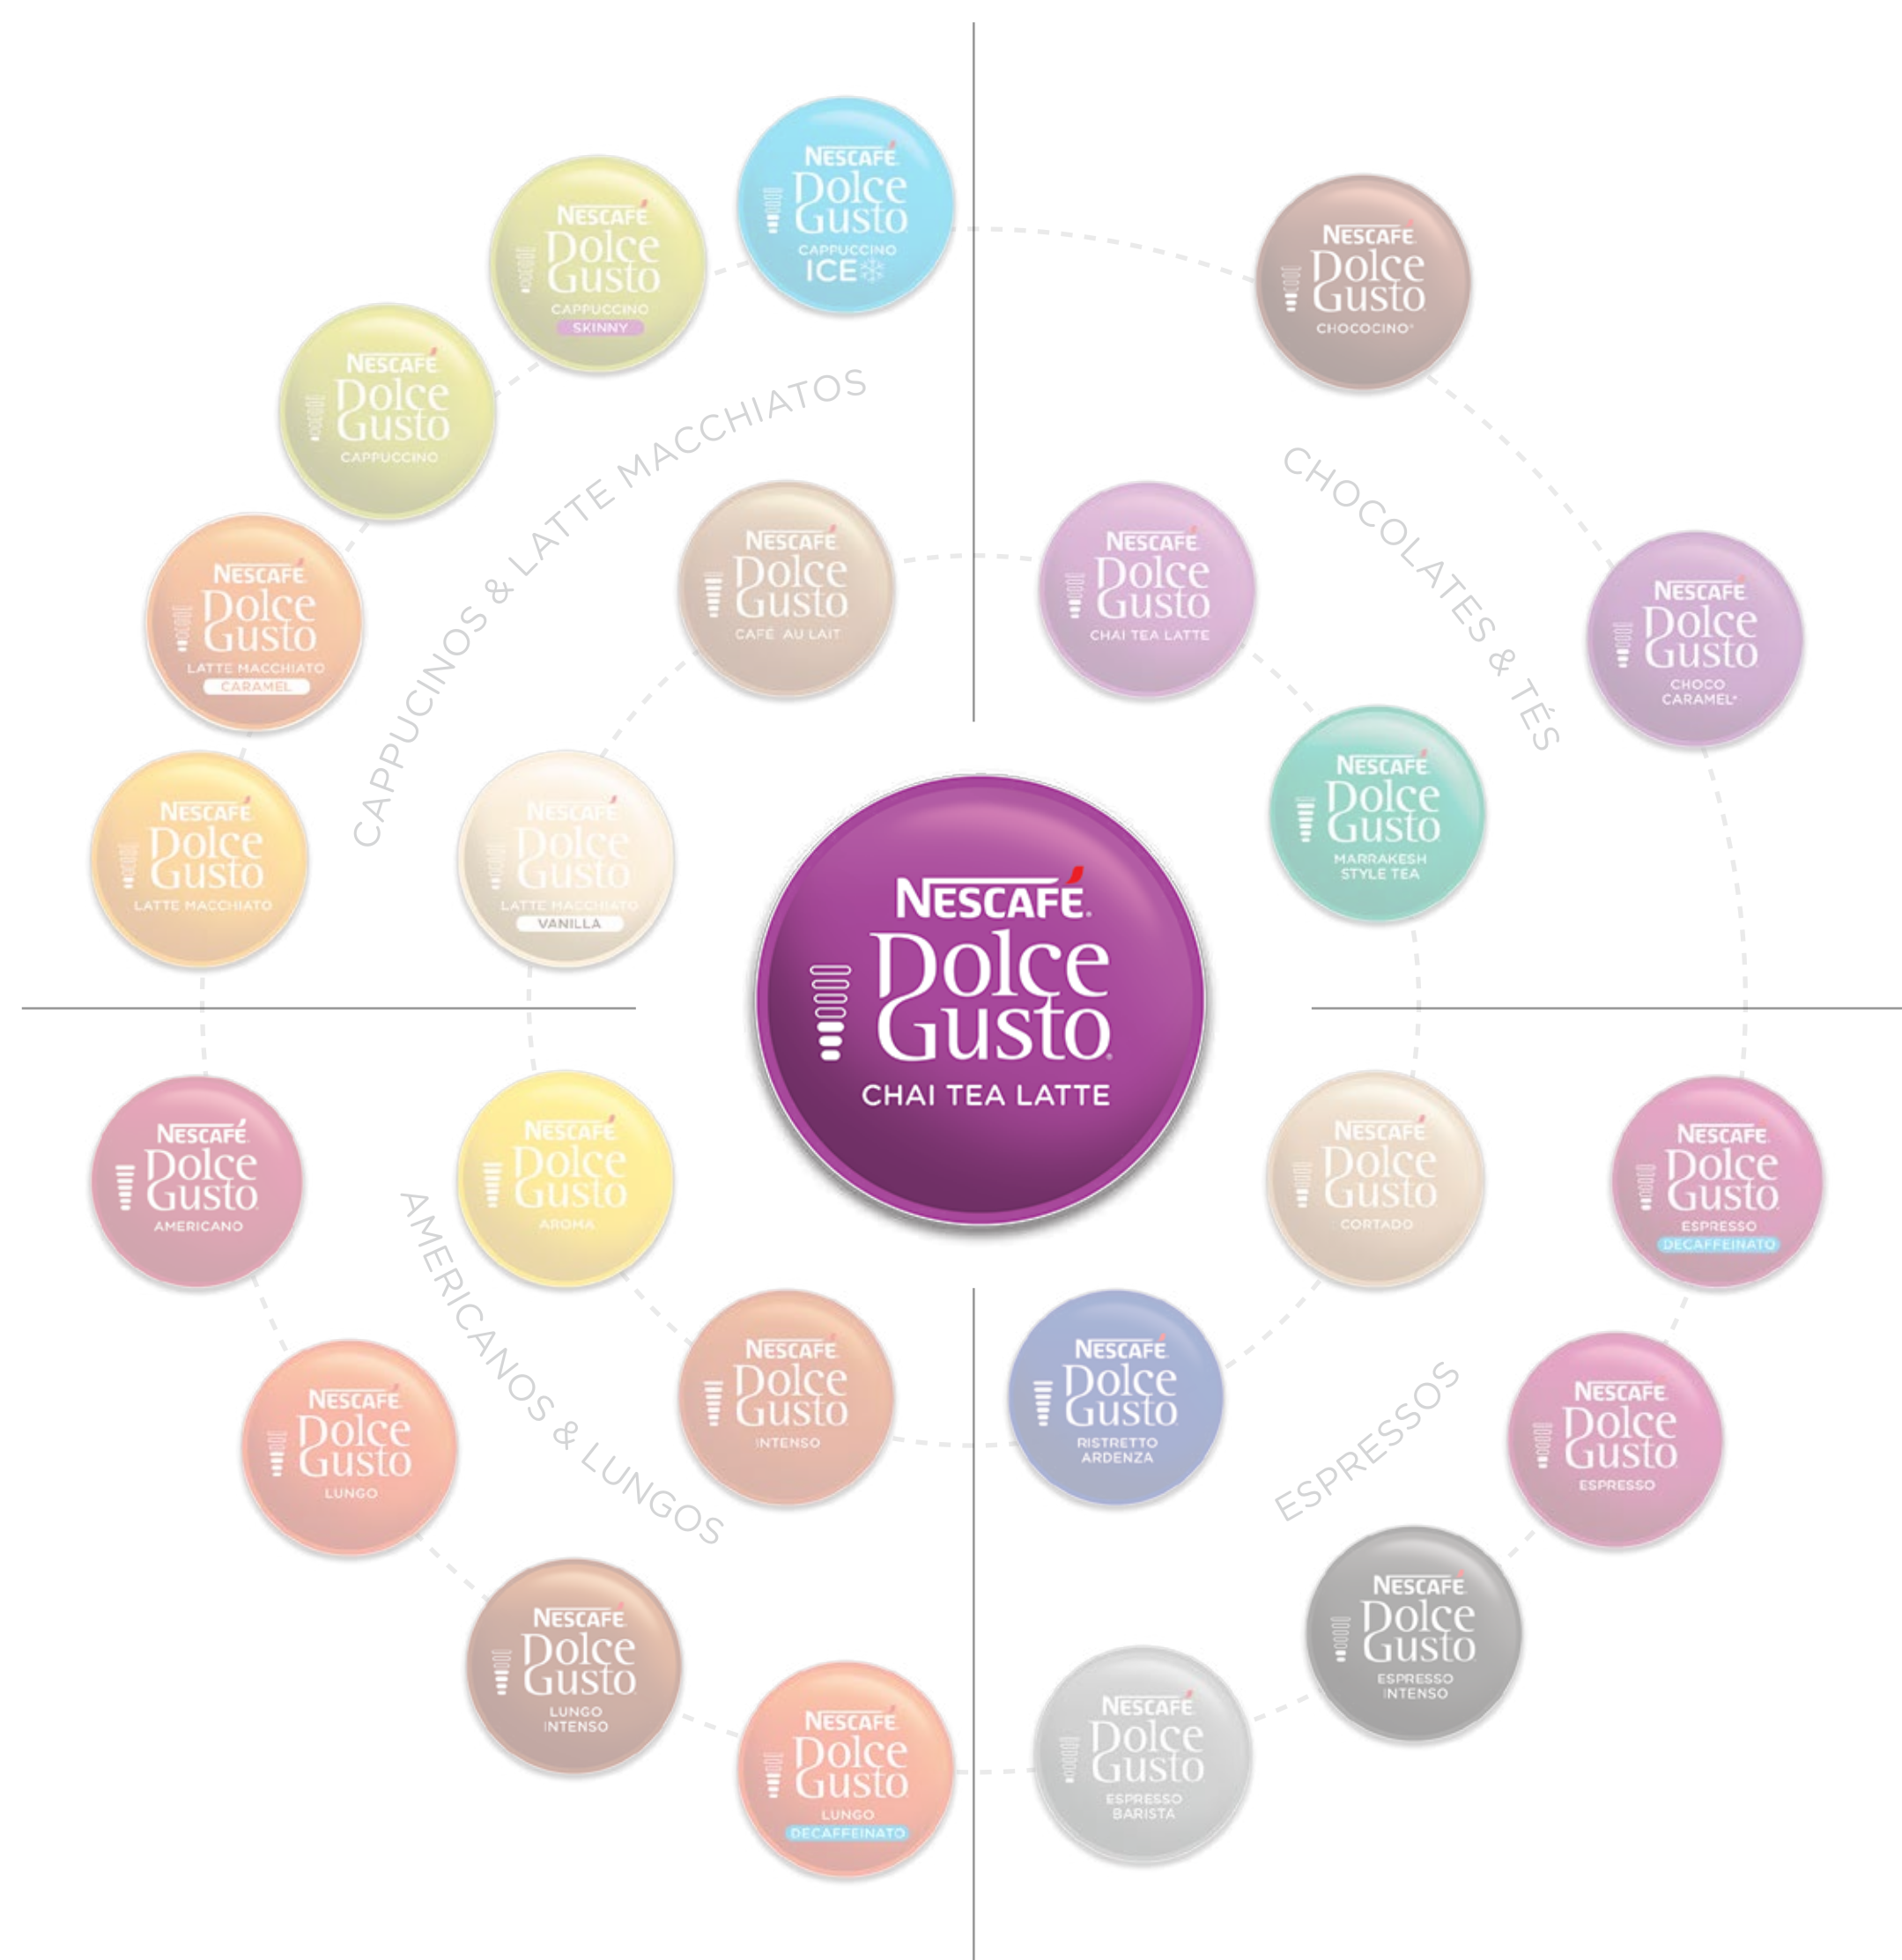 NESCAFÉ
Dolce
Gusto
CAPPUCCINO
ICE
NESCAFÉ
Dolce
Gusto
CAPPUCCINO
SKINNY
NESCAFÉ
Dolce
Gusto
CAPPUCCINO
NESCAFÉ
Dolce
Gusto
LATTE MACCHIATO
CARAMEL
NESCAFÉ
Dolce
Gusto
LATTE MACCHIATO
CAPPUCINOS & LATTE MACCHIATOS
NESCAFÉ
Dolce
Gusto
CAFÉ AU LAIT
NESCAFÉ
Dolce
Gusto
LATTE MACCHIATO
VANILLA
NESCAFÉ
Dolce
Gusto
CHOCOCINO*
NESCAFÉ
Dolce
Gusto
CHOCO
CARAMEL*
CHOCOLATES & TÉS
NESCAFÉ
Dolce
Gusto
CHAI TEA LATTE
NESCAFÉ
Dolce
Gusto
MARRAKESH
STYLE TEA
NESCAFÉ®
Dolce
Gusto®
CHAI TEA LATTE
NESCAFÉ
Dolce
Gusto
AMERICANO
NESCAFÉ
Dolce
Gusto
AROMA
AMERICANOS & LUNGOS
NESCAFÉ
Dolce
Gusto
INTENSO
NESCAFÉ
Dolce
Gusto
LUNGO
NESCAFÉ
Dolce
Gusto
LUNGO
INTENSO
NESCAFÉ
Dolce
Gusto
LUNGO
DECAFFEINATO
NESCAFÉ
Dolce
Gusto
CORTADO
NESCAFÉ
Dolce
Gusto
ESPRESSO
DECAFFEINATO
NESCAFÉ
Dolce
Gusto
RISTRETTO
ARDENZA
ESPRESSOS
NESCAFÉ
Dolce
Gusto
ESPRESSO
NESCAFÉ
Dolce
Gusto
ESPRESSO
INTENSO
NESCAFÉ
Dolce
Gusto
ESPRESSO
BARISTA